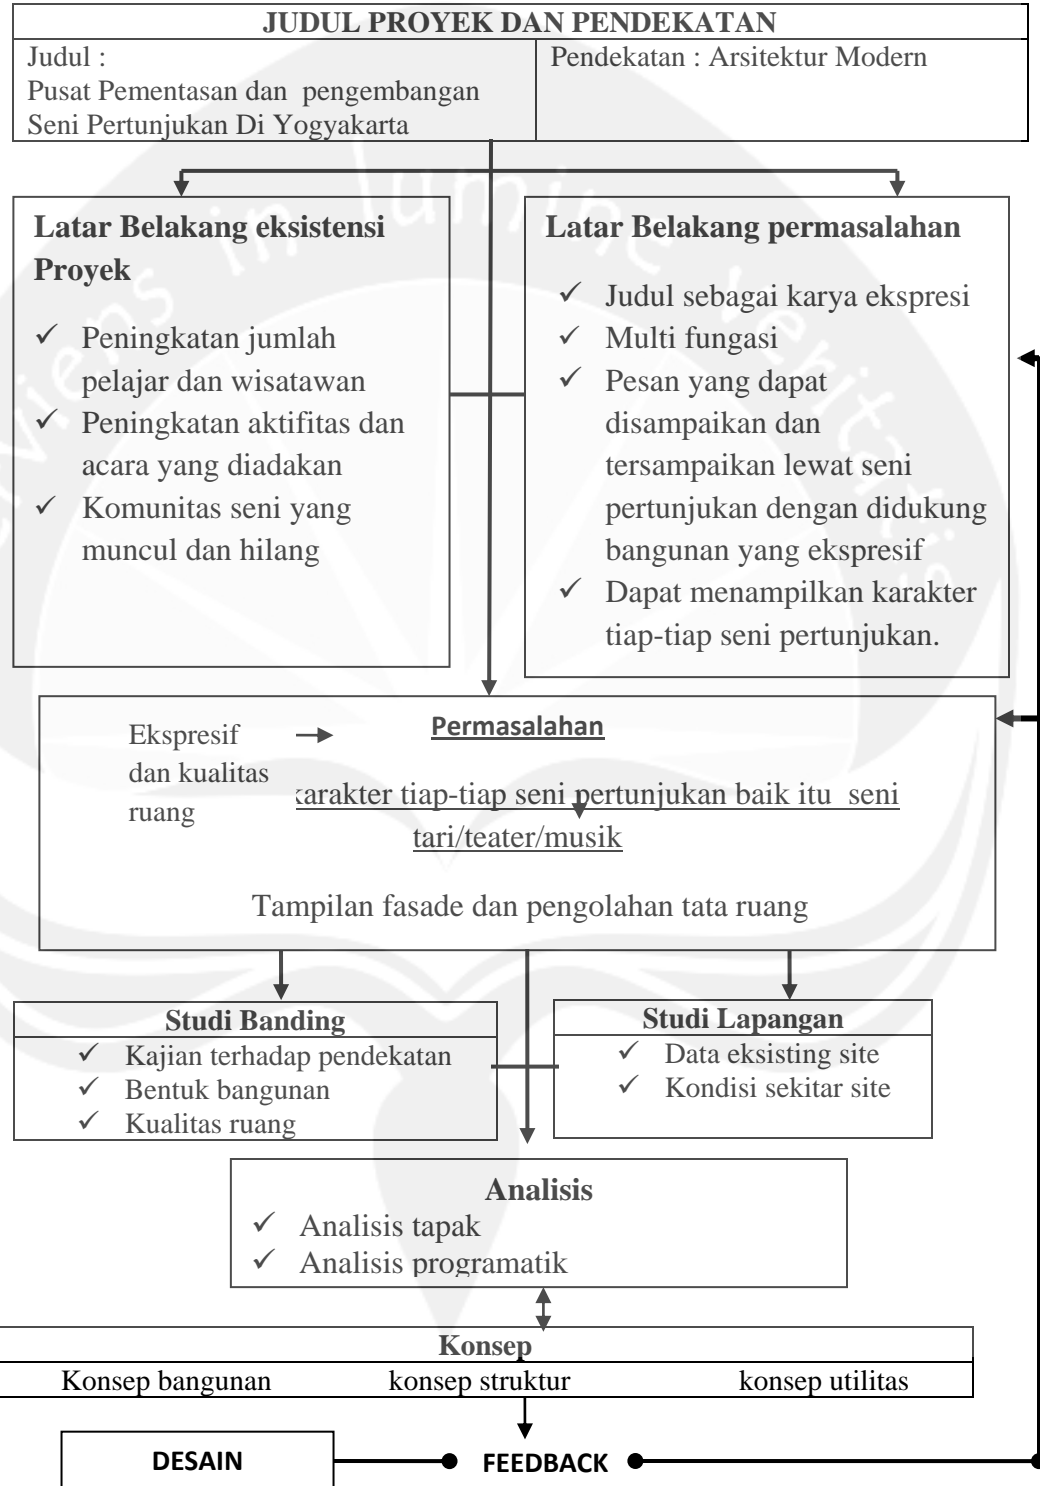 JUDUL PROYEK DAN PENDEKATAN
Judul :
Pusat Pementasan dan pengembangan
Seni Pertunjukan Di Yogyakarta
Pendekatan : Arsitektur Modern
Latar Belakang eksistensi
Proyek
✓ Peningkatan jumlah
pelajar dan wisatawan
✓ Peningkatan aktifitas dan
acara yang diadakan
✓ Komunitas seni yang
muncul dan hilang
Latar Belakang permasalahan
✓ Judul sebagai karya ekspresi
✓ Multi fungasi
✓ Pesan yang dapat
disampaikan dan
tersampaikan lewat seni
pertunjukan dengan didukung
bangunan yang ekspresif
✓ Dapat menampilkan karakter
tiap-tiap seni pertunjukan.
Permasalahan
Ekspresif
dan kualitas
ruang
karakter tiap-tiap seni pertunjukan baik itu seni
tari/teater/musik
Tampilan fasade dan pengolahan tata ruang
Studi Banding
✓ Kajian terhadap pendekatan
✓ Bentuk bangunan
✓ Kualitas ruang
Studi Lapangan
✓ Data eksisting site
✓ Kondisi sekitar site
Analisis
✓ Analisis tapak
✓ Analisis programatik
Konsep
Konsep bangunan konsep struktur konsep utilitas
DESAIN
FEEDBACK
in lumine veritatis